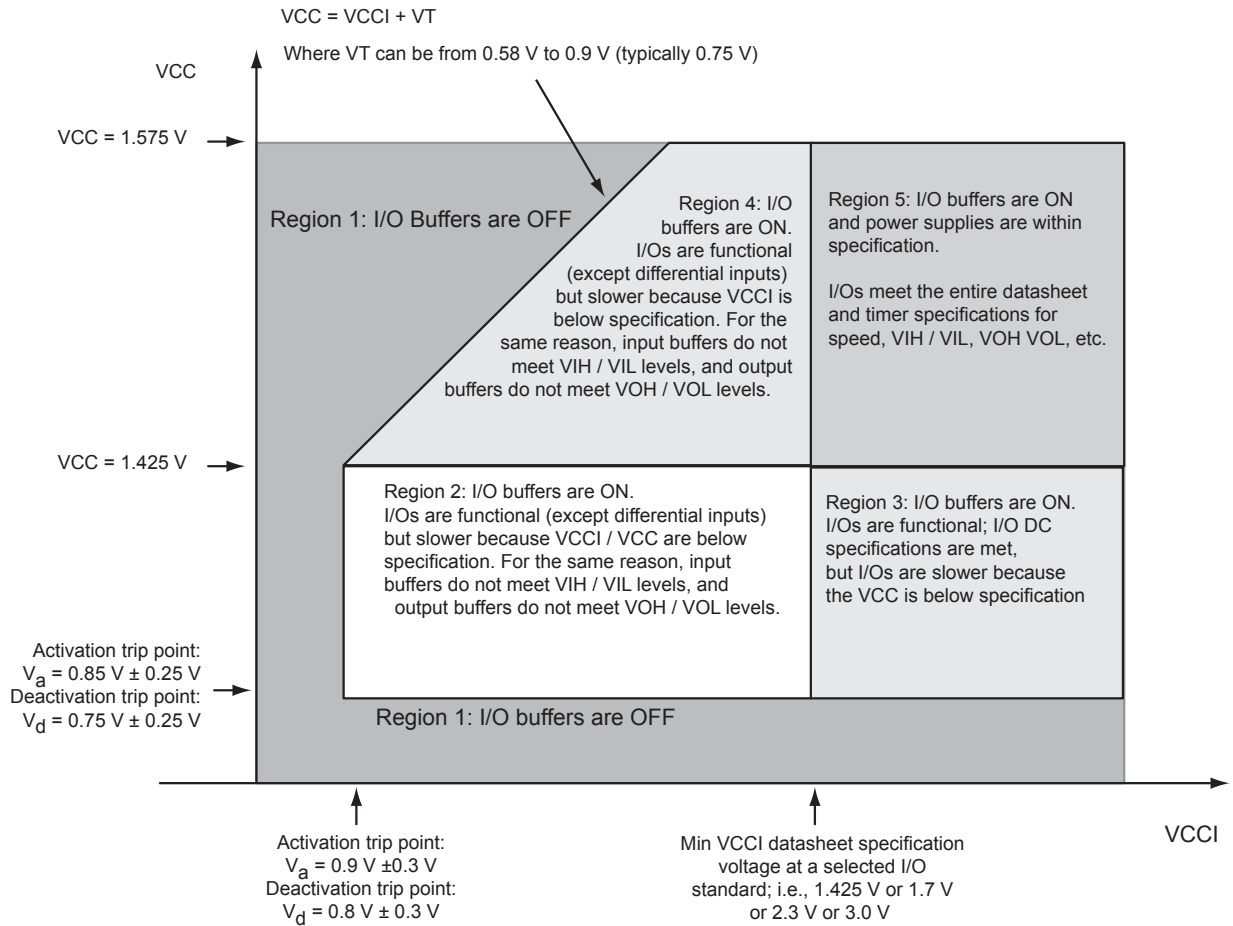 VCC = VCCI + VT
Where VT can be from 0.58 V to 0.9 V (typically 0.75 V)
VCC
VCC = 1.575 V
Region 1: I/O Buffers are OFF
Region 4: I/O
buffers are ON.
I/Os are functional
(except differential inputs)
but slower because VCCI is
below specification. For the
same reason, input buffers do not
meet VIH / VIL levels, and output
buffers do not meet VOH / VOL levels.
Region 5: I/O buffers are ON
and power supplies are within
specification.
I/Os meet the entire datasheet
and timer specifications for
speed, VIH / VIL, VOH VOL, etc.
VCC = 1.425 V
Region 2: I/O buffers are ON.
I/Os are functional (except differential inputs)
but slower because VCCI / VCC are below
specification. For the same reason, input
buffers do not meet VIH / VIL levels, and
output buffers do not meet VOH / VOL levels.
Region 3: I/O buffers are ON.
I/Os are functional; I/O DC
specifications are met,
but I/Os are slower because
the VCC is below specification
Activation trip point:
Va = 0.85 V ± 0.25 V
Deactivation trip point:
Vd = 0.75 V ± 0.25 V
Region 1: I/O buffers are OFF
VCCI
Activation trip point:
Va = 0.9 V ±0.3 V
Deactivation trip point:
Vd = 0.8 V ± 0.3 V
Min VCCI datasheet specification
voltage at a selected I/O
standard; i.e., 1.425 V or 1.7 V
or 2.3 V or 3.0 V